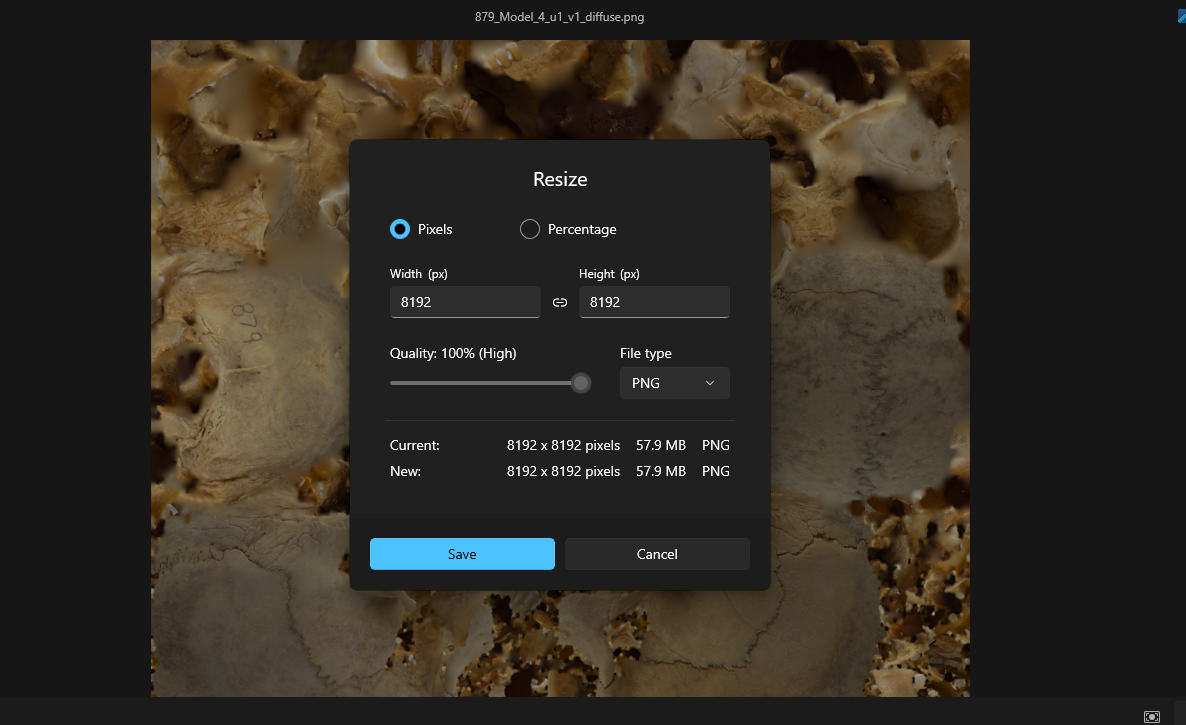 879_Model_4_u1_v1_diffuse.png
Resize
Pixels Percentage
Width (px) Height (px)
8192 8192
Quality: 100% (High) File type
PNG
Current: 8192 x 8192 pixels 57.9 MB PNG
New: 8192 x 8192 pixels 57.9 MB PNG
Save Cancel
879